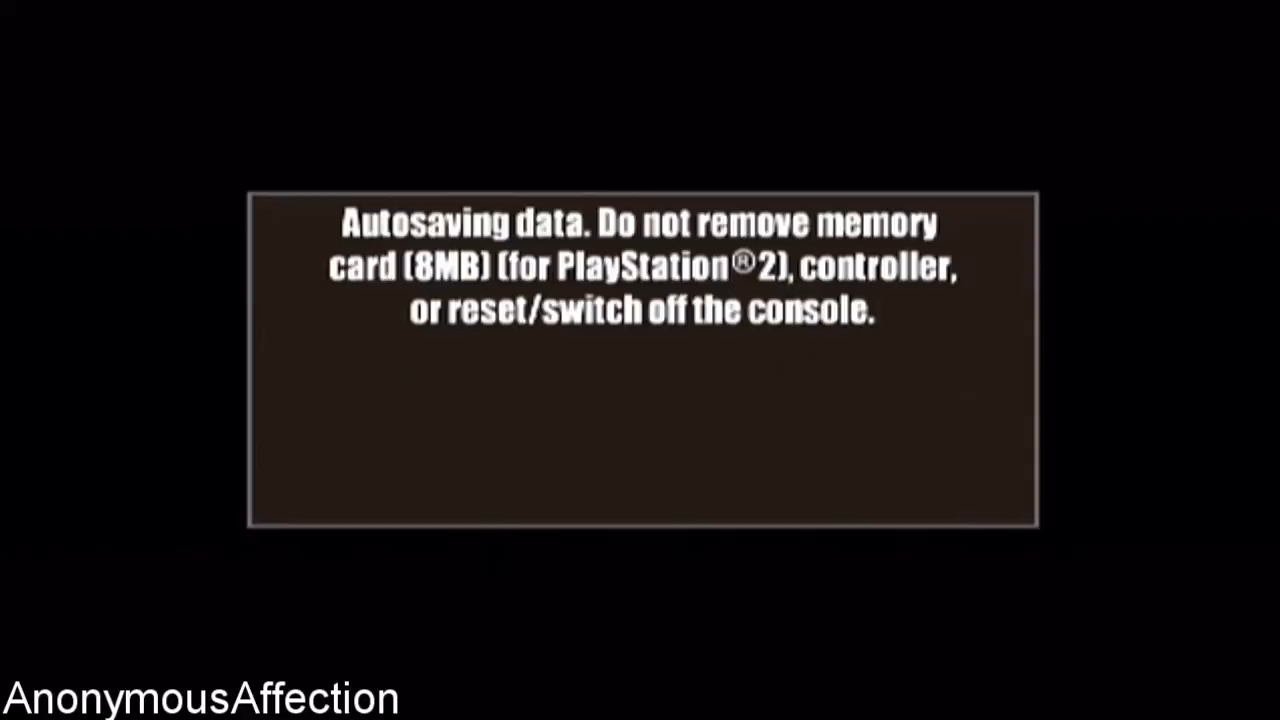 Autosaving data. Do not remove memory
card (8MB) (for PlayStation®2), controller,
or reset/switch off the console.
AnonymousAffection